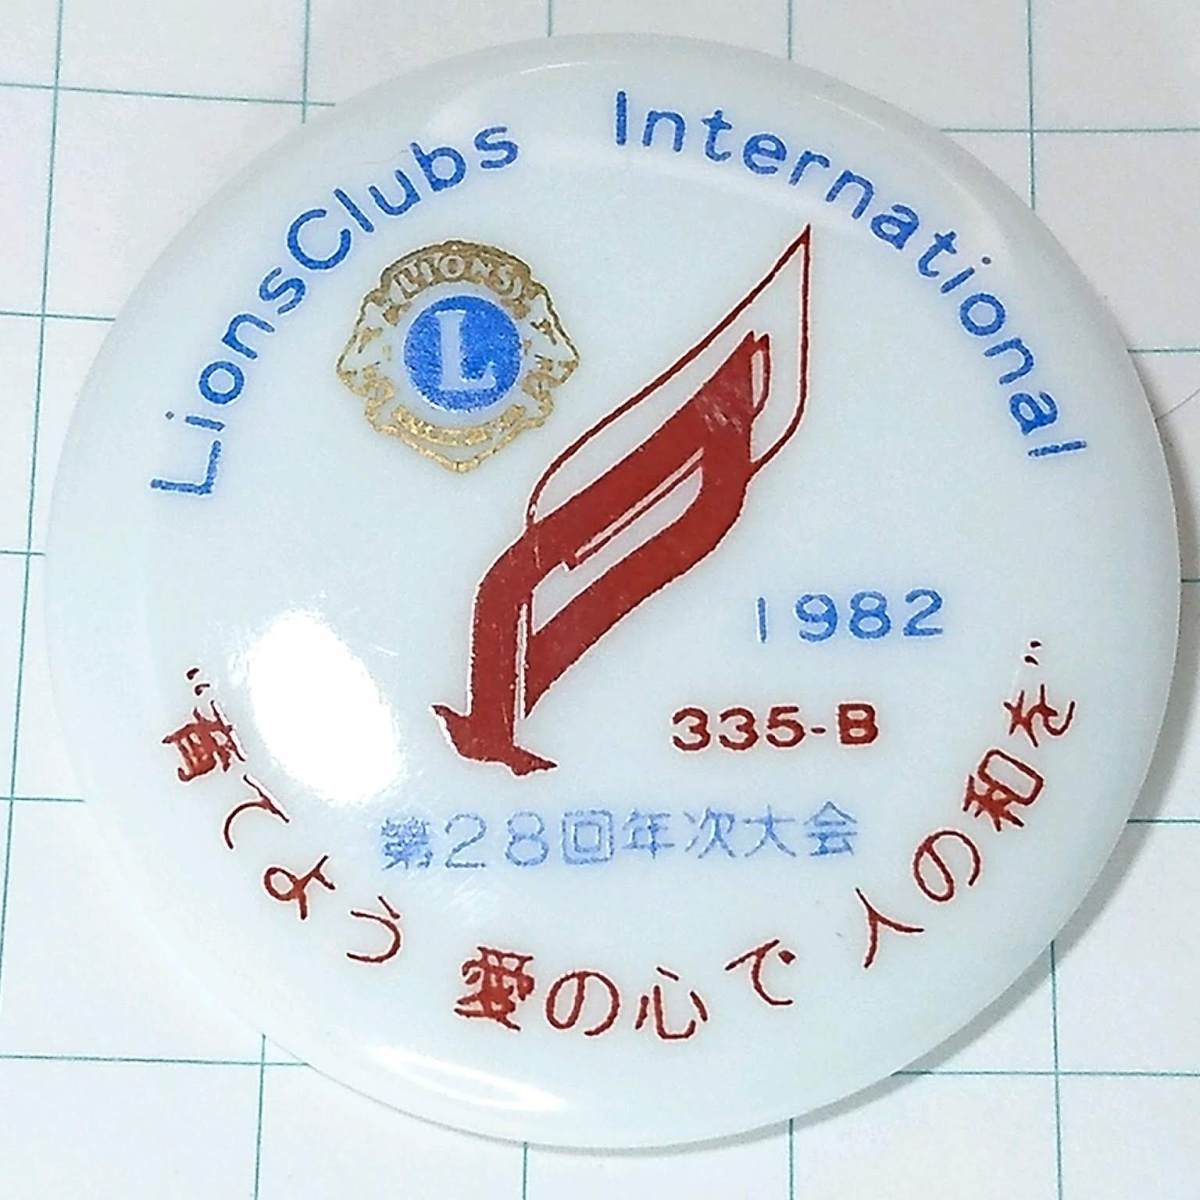 LionsClubs International
LIONS
L
1982
335-B
第28回年次大会
"育てよう 愛の心で 人の和を"